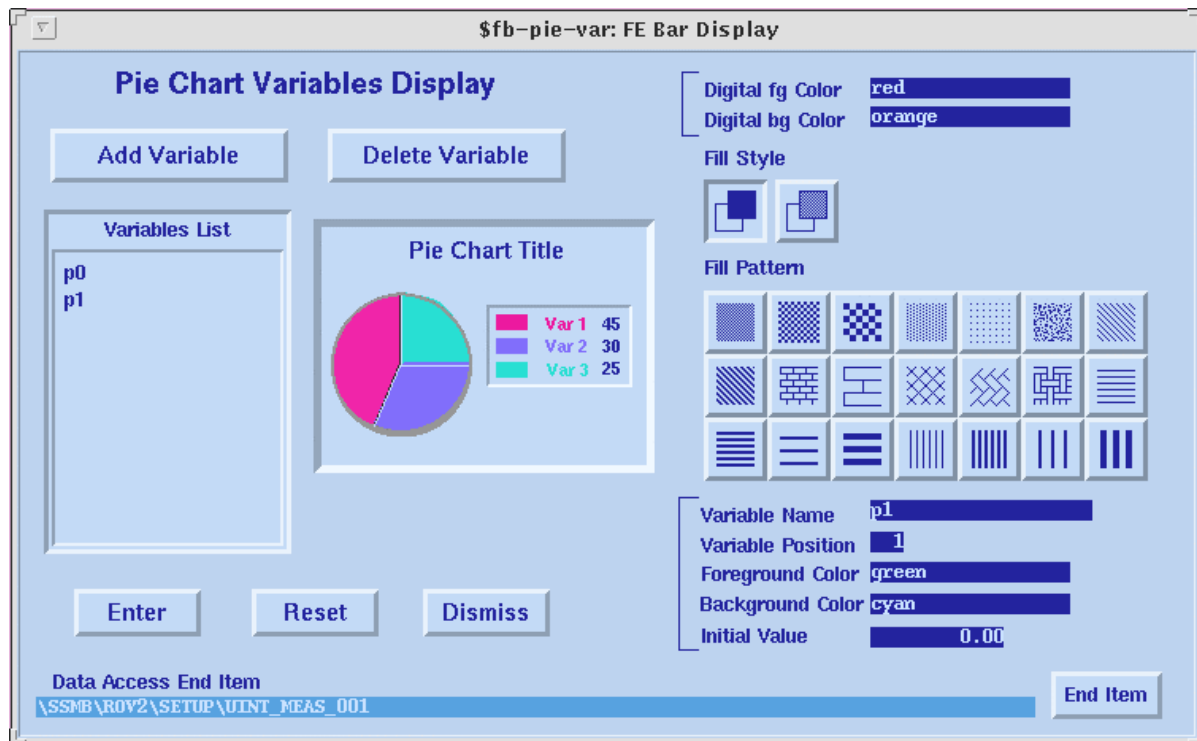 $fb-pie-var: FE Bar Display
Pie Chart Variables Display
Add Variable
Delete Variable
Variables List
p0
p1
Pie Chart Title
Var 1 45
Var 2 30
Var 3 25
Enter
Reset
Dismiss
Digital fg Color red
Digital bg Color orange
Fill Style
Fill Pattern
Variable Name p1
Variable Position 1
Foreground Color green
Background Color cyan
Initial Value 0.00
Data Access End Item
\SSMB\ROV2\SETUP\UINT_MEAS_001
End Item